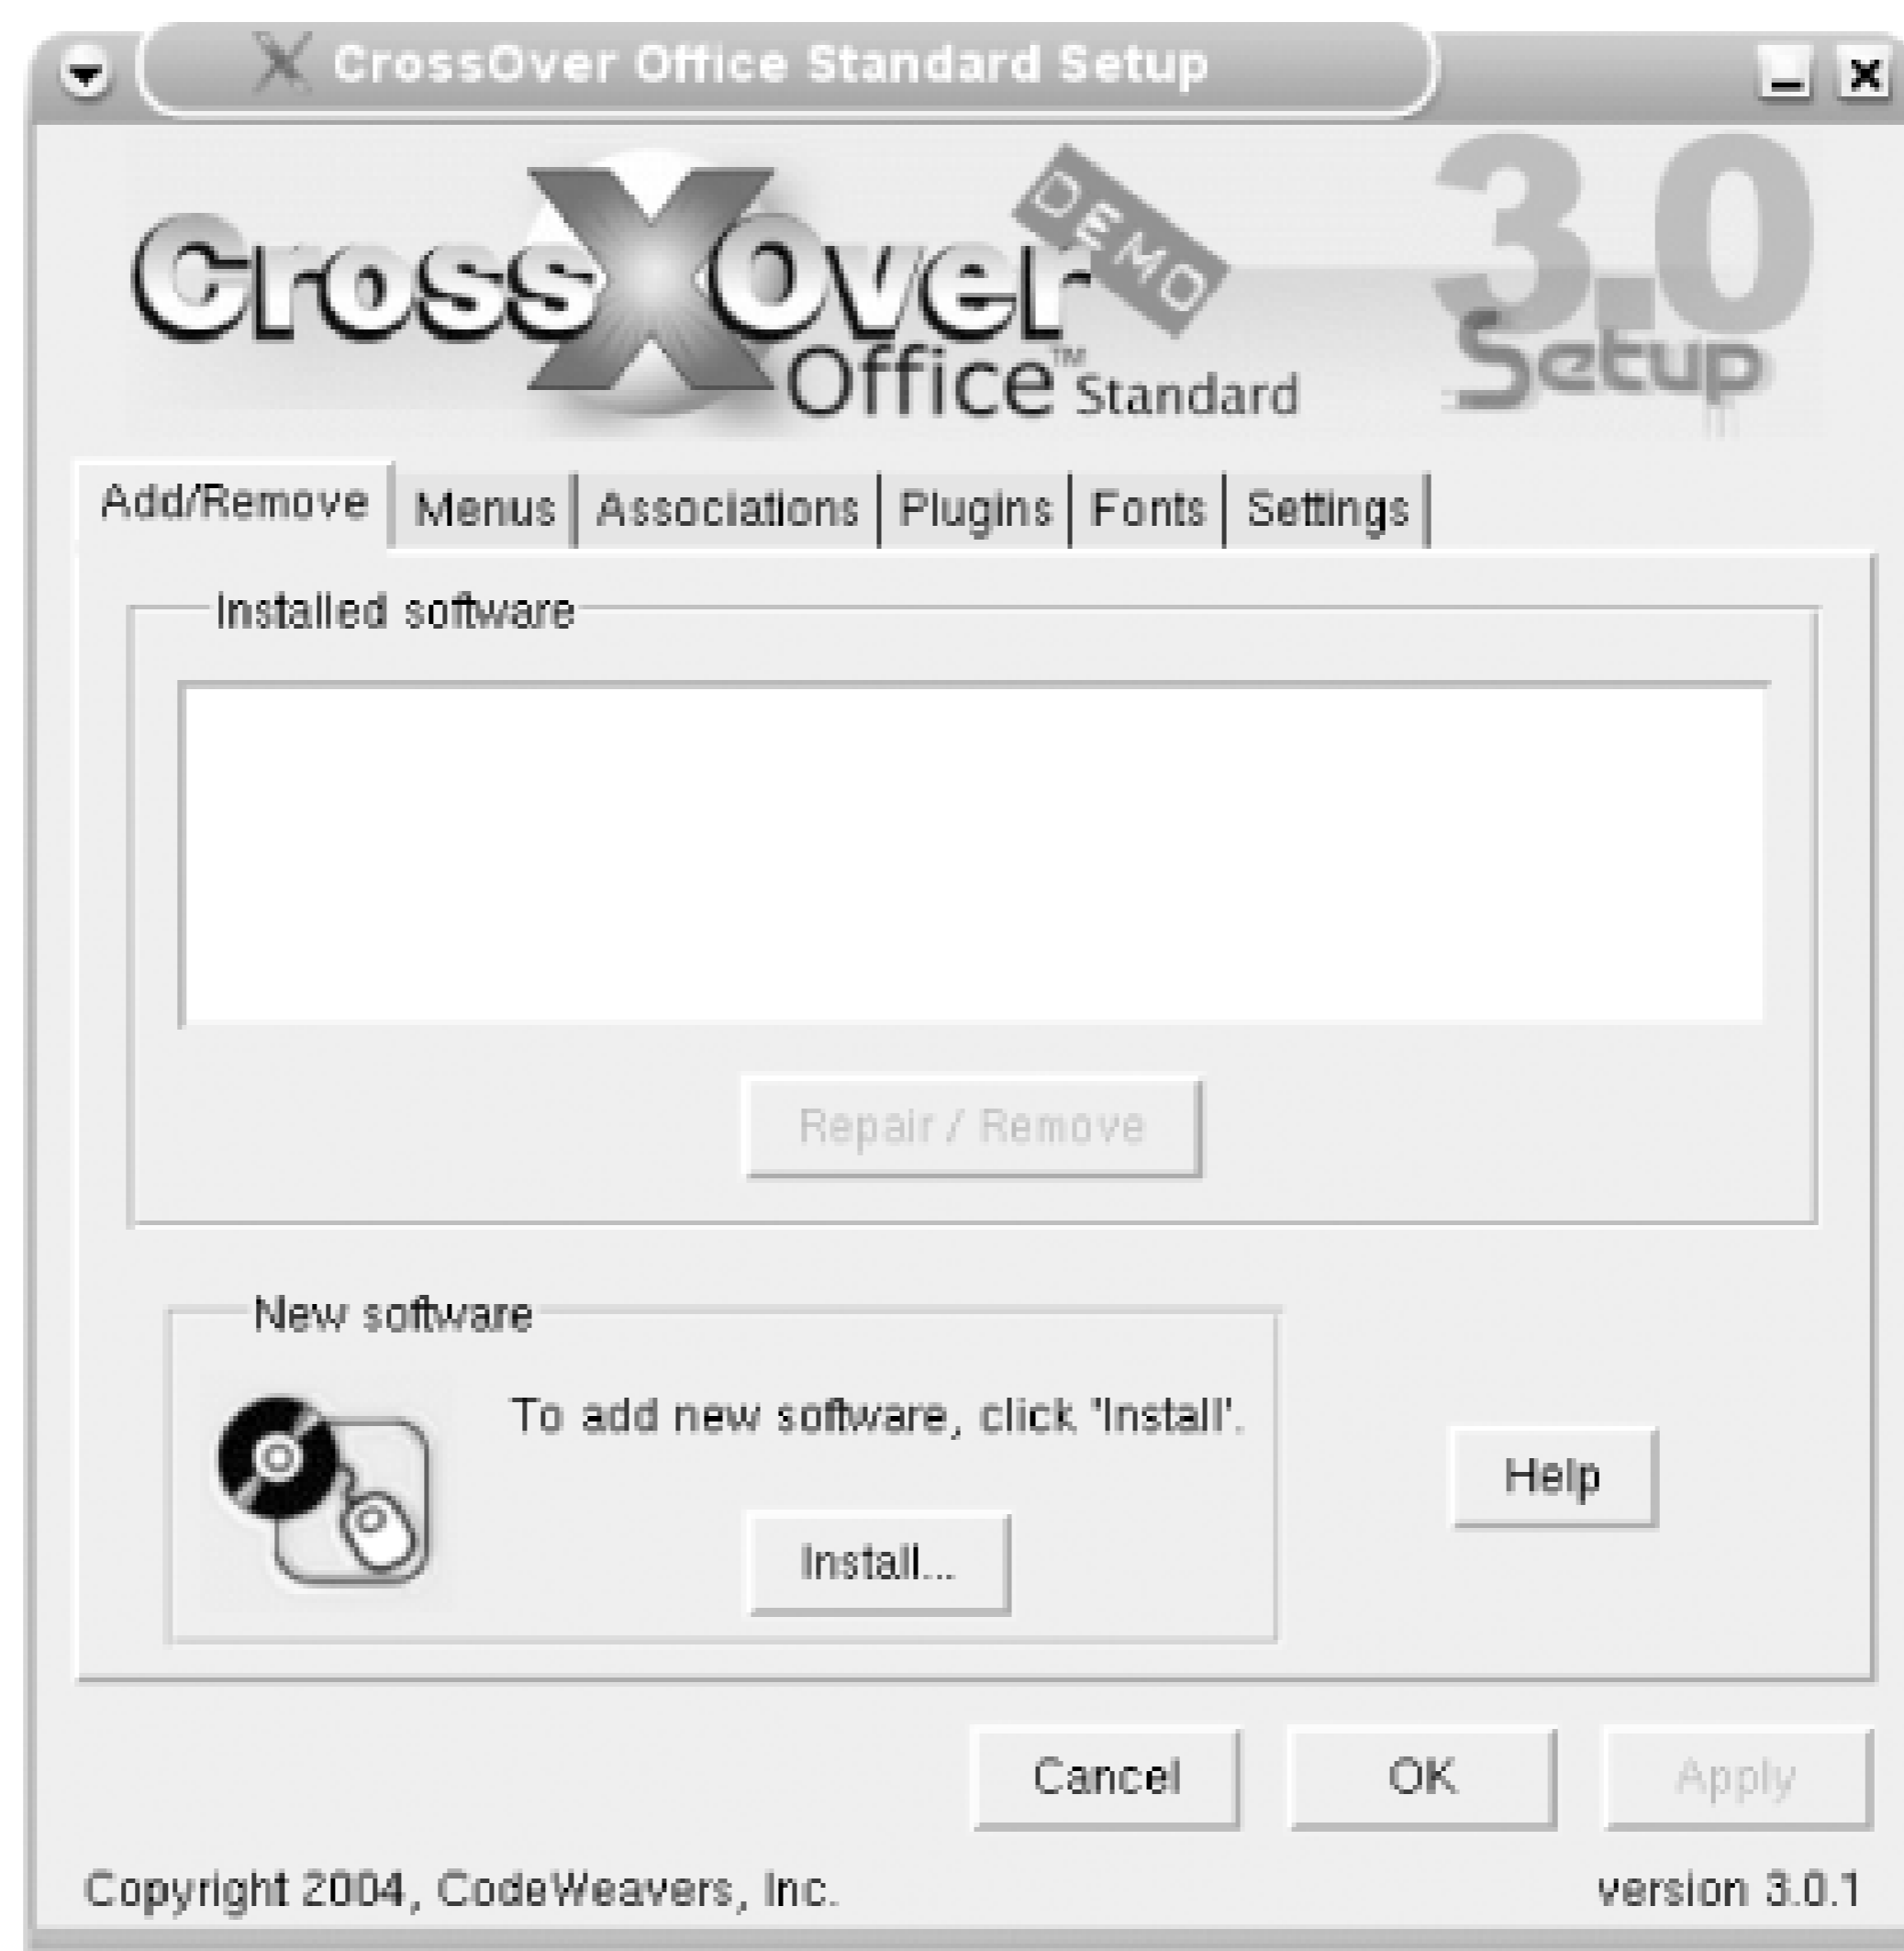 CrossOver Office Standard Setup
CrossOver DEMO
Office™ Standard
3.0
Setup
Add/Remove Menus Associations Plugins Fonts Settings
Installed software
Repair / Remove
New software
To add new software, click 'Install'.
Install...
Help
Cancel OK Apply
Copyright 2004, CodeWeavers, Inc. version 3.0.1